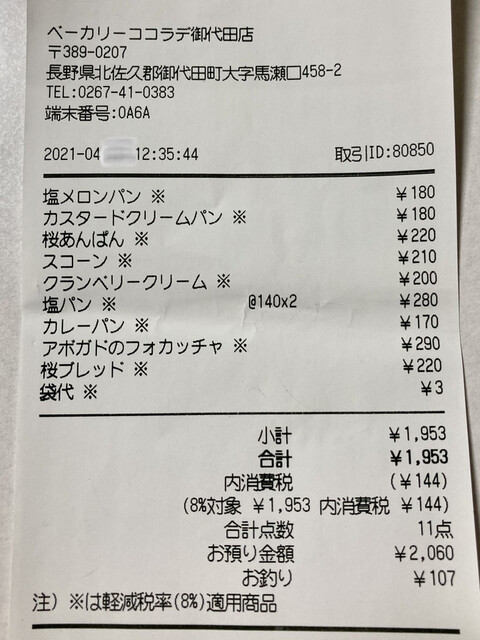 ベーカリーココラデ御代田店
〒389-0207
長野県北佐久郡御代田町大字馬瀬口458-2
TEL:0267-41-0383
端末番号:0A6A
2021-04 12:35:44 取引ID:80850
塩メロンパン ※ ¥180
カスタードクリームパン ※ ¥180
桜あんぱん ※ ¥220
スコーン ※ ¥210
クランベリークリーム ※ ¥200
塩パン ※ @140x2 ¥280
カレーパン ※ ¥170
アボガドのフォカッチャ ※ ¥290
桜ブレッド ※ ¥220
袋代 ※ ¥3
小計 ¥1,953
合計 ¥1,953
内消費税 (¥144)
(8%対象 ¥1,953 内消費税 ¥144)
合計点数 11点
お預り金額 ¥2,060
お釣り ¥107
注) ※は軽減税率(8%)適用商品